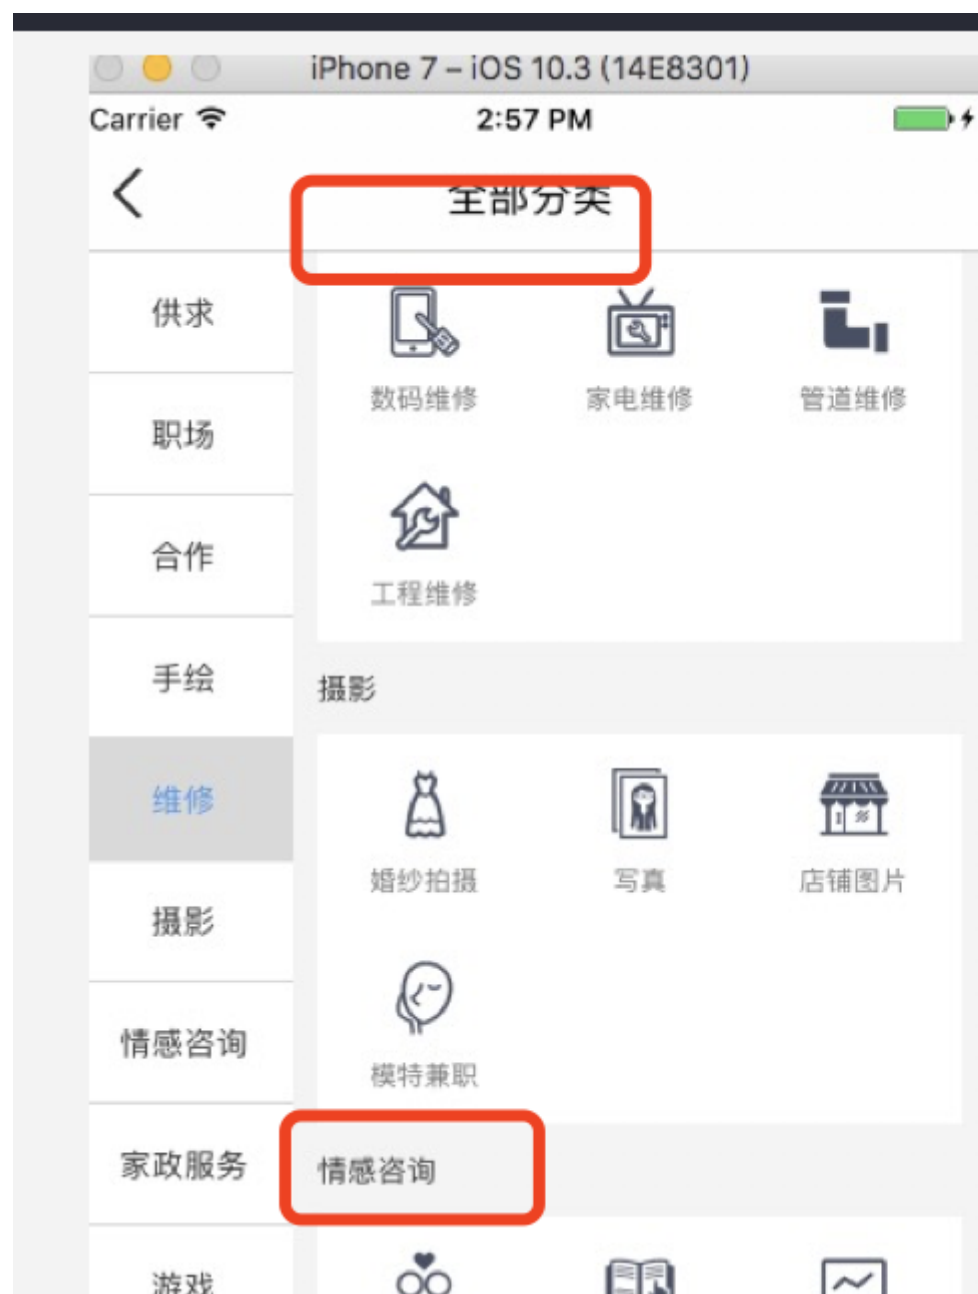 iPhone 7 – iOS 10.3 (14E8301)
Carrier 2:57 PM
全部分类
供求
职场
合作
手绘
维修
摄影
情感咨询
家政服务
游戏
数码维修 家电维修 管道维修
工程维修
摄影
婚纱拍摄 写真 店铺图片
模特兼职
情感咨询